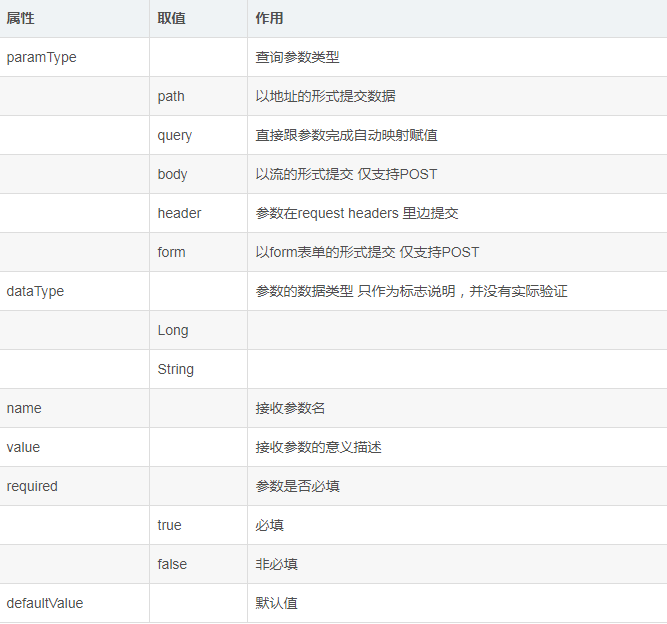 属性 取值 作用
paramType 查询参数类型
path 以地址的形式提交数据
query 直接跟参数完成自动映射赋值
body 以流的形式提交 仅支持POST
header 参数在request headers 里边提交
form 以form表单的形式提交 仅支持POST
dataType 参数的数据类型 只作为标志说明，并没有实际验证
Long
String
name 接收参数名
value 接收参数的意义描述
required 参数是否必填
true 必填
false 非必填
defaultValue 默认值